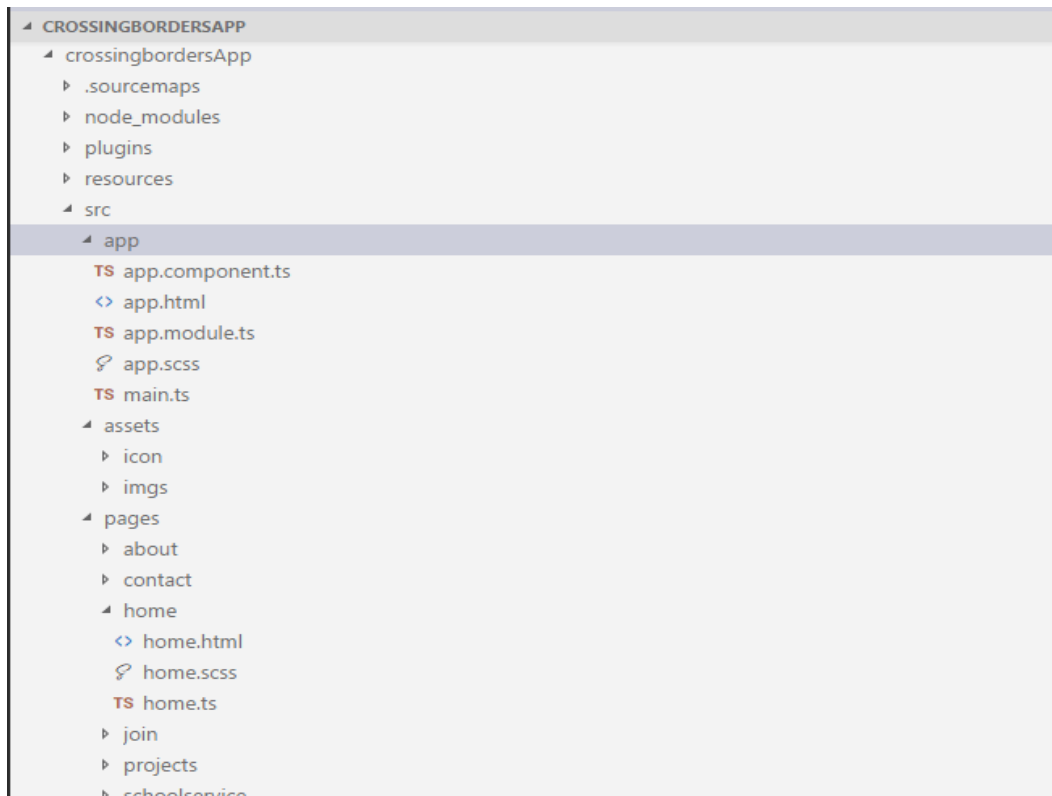 CROSSINGBORDERSAPP
crossingbordersApp
.sourcemaps
node_modules
plugins
resources
src
app
TS app.component.ts
<> app.html
TS app.module.ts
app.scss
TS main.ts
assets
icon
imgs
pages
about
contact
home
<> home.html
home.scss
TS home.ts
join
projects
schoolservice